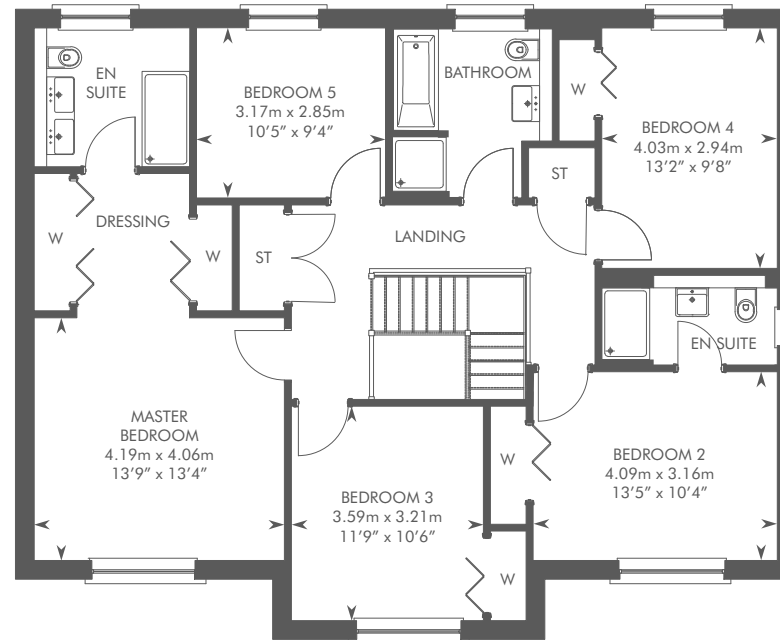 EN
SUITE
BEDROOM 5
3.17m x 2.85m
10'5" x 9'4"
BATHROOM
W
BEDROOM 4
4.03m x 2.94m
13'2" x 9'8"
ST
DRESSING
W
W
ST
LANDING
EN SUITE
MASTER
BEDROOM
4.19m x 4.06m
13'9" x 13'4"
BEDROOM 3
3.59m x 3.21m
11'9" x 10'6"
W
W
BEDROOM 2
4.09m x 3.16m
13'5" x 10'4"